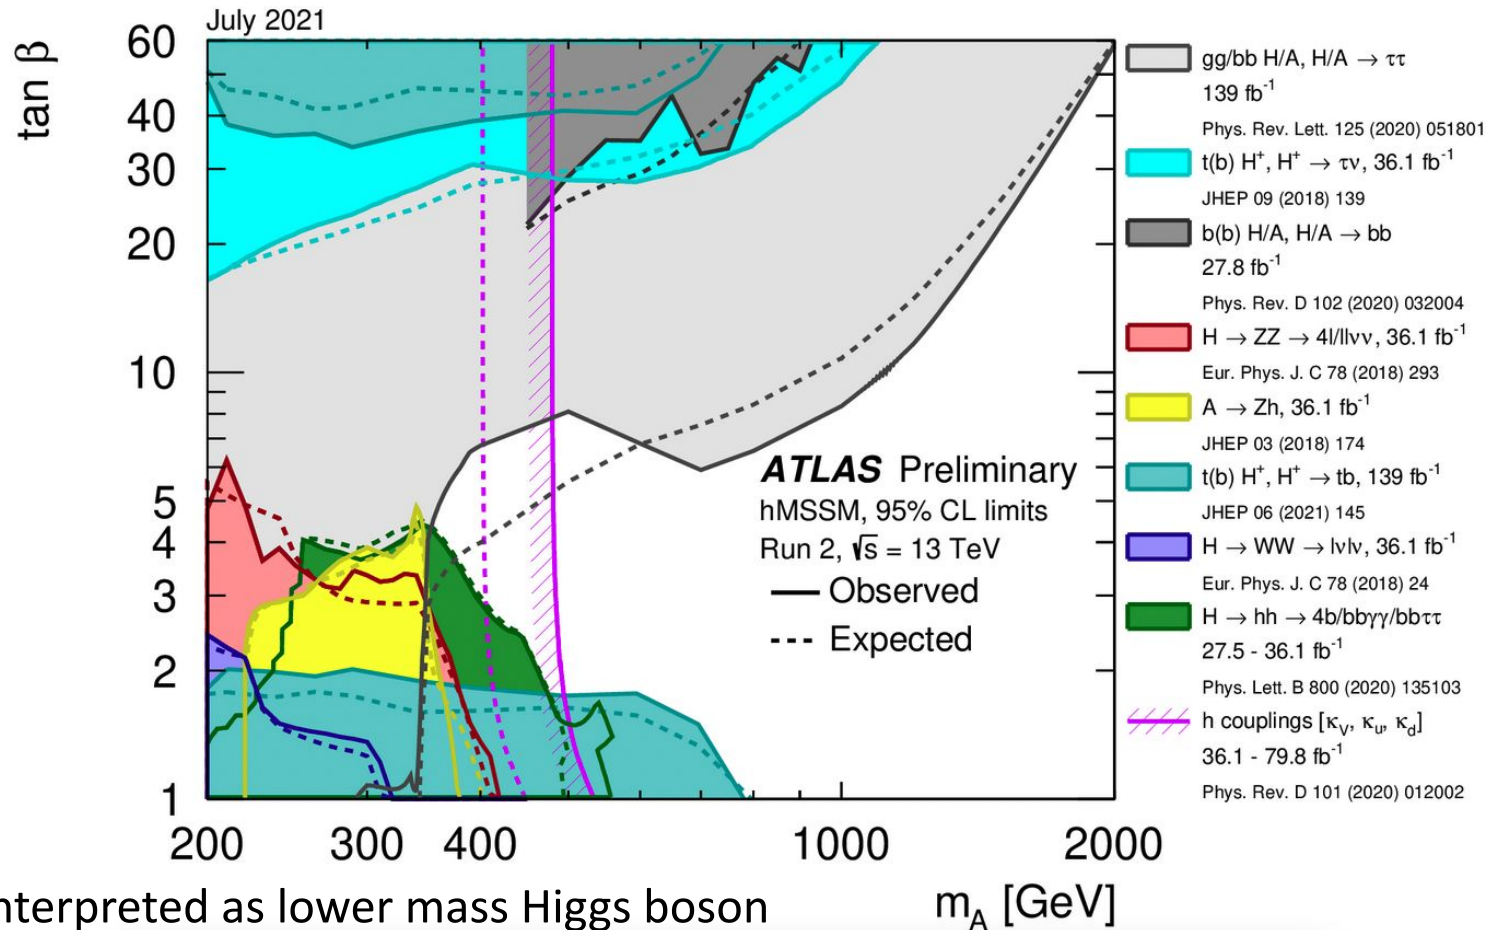 July 2021
tan β
60
40
30
20
10
5
4
3
2
1
200
300
400
1000
2000
m_A [GeV]
ATLAS Preliminary
hMSSM, 95% CL limits
Run 2, √s = 13 TeV
Observed
Expected
gg/bb H/A, H/A → ττ
139 fb⁻¹
Phys. Rev. Lett. 125 (2020) 051801
t(b) H⁺, H⁺ → τν, 36.1 fb⁻¹
JHEP 09 (2018) 139
b(b) H/A, H/A → bb
27.8 fb⁻¹
Phys. Rev. D 102 (2020) 032004
H → ZZ → 4l/llνν, 36.1 fb⁻¹
Eur. Phys. J. C 78 (2018) 293
A → Zh, 36.1 fb⁻¹
JHEP 03 (2018) 174
t(b) H⁺, H⁺ → tb, 139 fb⁻¹
JHEP 06 (2021) 145
H → WW → lνlν, 36.1 fb⁻¹
Eur. Phys. J. C 78 (2018) 24
H → hh → 4b/bbγγ/bbττ
27.5 - 36.1 fb⁻¹
Phys. Lett. B 800 (2020) 135103
h couplings [κ_V, κ_u, κ_d]
36.1 - 79.8 fb⁻¹
Phys. Rev. D 101 (2020) 012002
nterpreted as lower mass Higgs boson